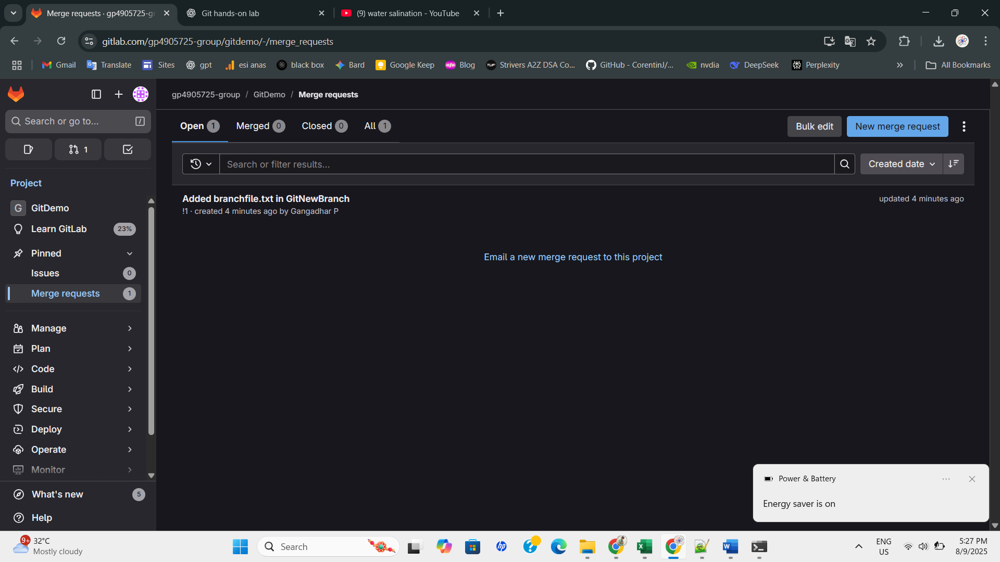 Merge requests · gp4905725-gr
Git hands-on lab
(9) water salination - YouTube
gitlab.com/gp4905725-group/gitdemo/-/merge_requests
Gmail
Translate
Sites
gpt
esi anas
black box
Bard
Google Keep
Blog
TUF
Strivers A2Z DSA Co...
GitHub - CorentinJ/...
nvdia
DeepSeek
Perplexity
All Bookmarks
gp4905725-group / GitDemo / Merge requests
Search or go to...
/
Open 1
Merged 0
Closed 0
All 1
Bulk edit
New merge request
1
Search or filter results...
Created date
Project
Added branchfile.txt in GitNewBranch
updated 4 minutes ago
!1 · created 4 minutes ago by Gangadhar P
G GitDemo
Learn GitLab 23%
Pinned
Email a new merge request to this project
Issues 0
Merge requests 1
Manage
Plan
Code
Build
Secure
Deploy
Operate
Monitor
Power & Battery
What's new 5
Energy saver is on
Help
9+
32°C
Mostly cloudy
Search
hp
ENG
US
5:27 PM
8/9/2025